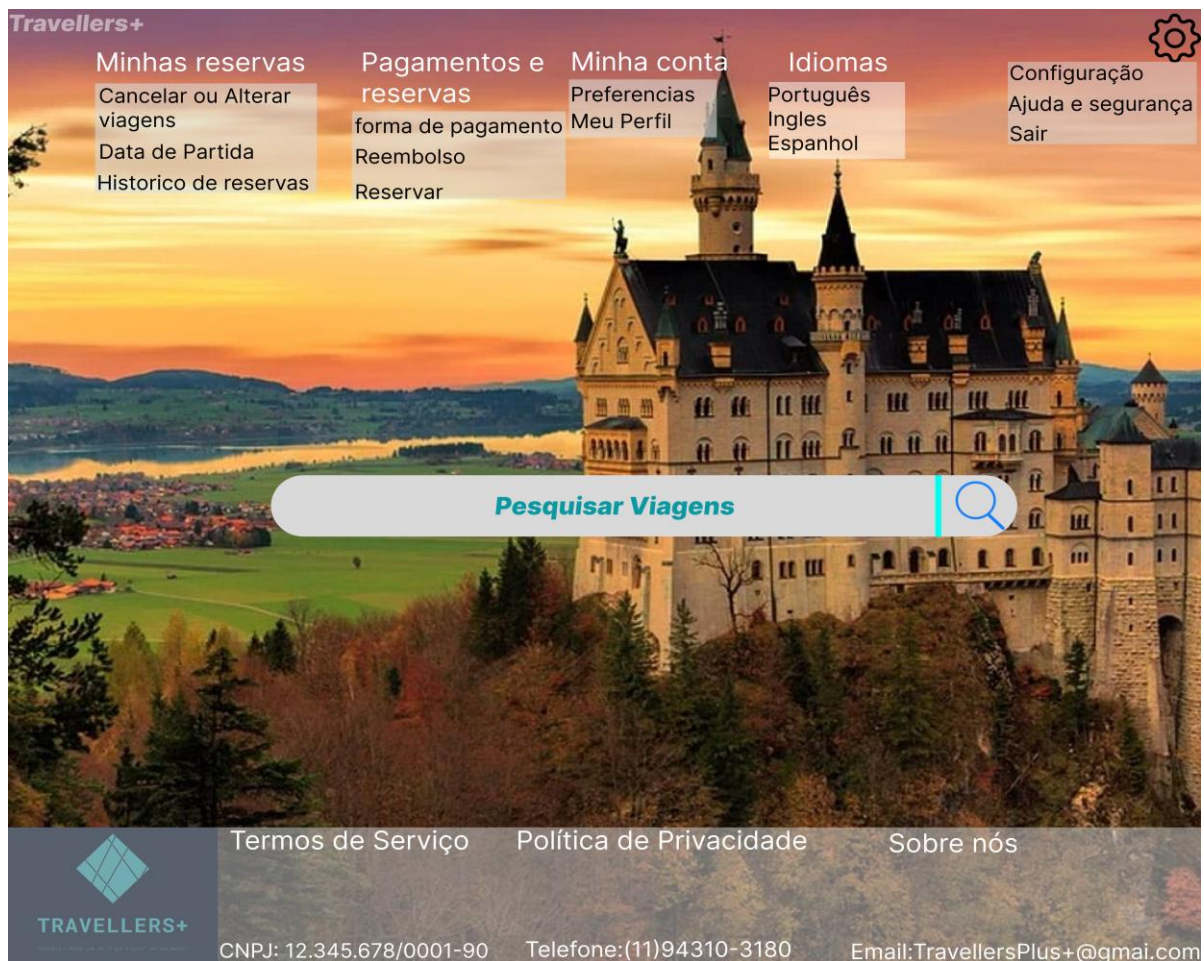 Travellers+
Minhas reservas
Cancelar ou Alterar
viagens
Data de Partida
Historico de reservas
Pagamentos e
reservas
forma de pagamento
Reembolso
Reservar
Minha conta
Preferencias
Meu Perfil
Idiomas
Português
Ingles
Espanhol
Configuração
Ajuda e segurança
Sair
Pesquisar Viagens
TRAVELLERS+
Termos de Serviço
Política de Privacidade
Sobre nós
CNPJ: 12.345.678/0001-90
Telefone:(11)94310-3180
Email:TravellersPlus+@gmai.com